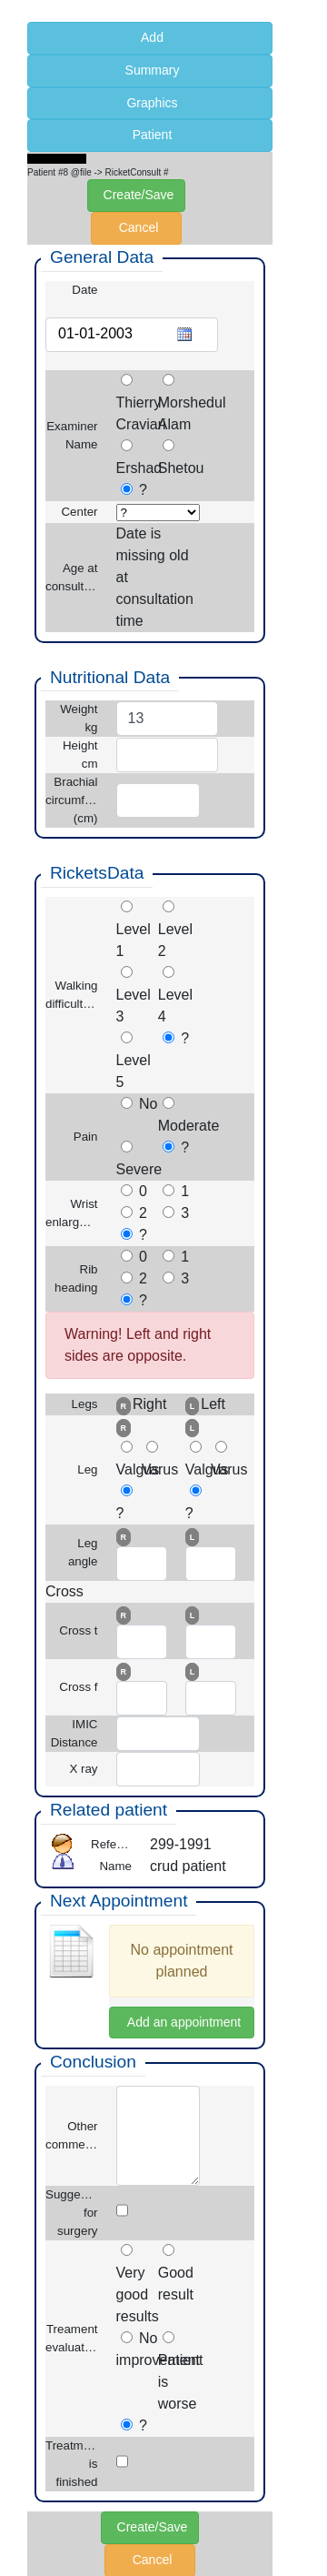 Add
Summary
Graphics
Patient
Patient #8 @file -> RicketConsult #
Create/Save
Cancel
General Data
Date
01-01-2003
Examiner Name
Thierry Cravian
Morshedul Alam
Ershad
Shetou
?
Center
?
Age at consult...
Date is missing old at consultation time
Nutritional Data
Weight kg
13
Height cm
Brachial circumf... (cm)
RicketsData
Walking difficult...
Level 1
Level 2
Level 3
Level 4
Level 5
?
Pain
No
Moderate
Severe
?
Wrist enlarg...
0
1
2
3
?
Rib heading
0
1
2
3
?
Warning! Left and right
sides are opposite.
Legs
R Right
L Left
Leg
R
L
Valgus
Varus
?
Valgus
Varus
?
Leg angle
R
L
Cross
Cross t
R
L
Cross f
R
L
IMIC Distance
X ray
Related patient
Refe... 299-1991
Name crud patient
Next Appointment
No appointment
planned
Add an appointment
Conclusion
Other comme...
Sugge... for surgery
Treament evaluat...
Very good results
Good result
No improvement
Patient is worse
?
Treatm... is finished
Create/Save
Cancel